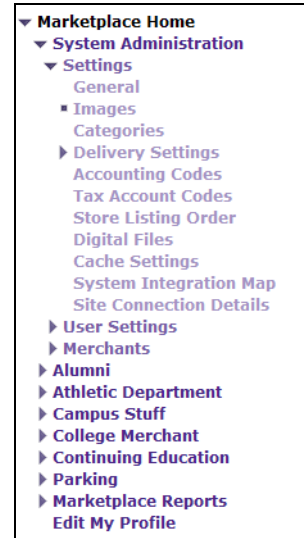 Marketplace Home
System Administration
Settings
General
Images
Categories
Delivery Settings
Accounting Codes
Tax Account Codes
Store Listing Order
Digital Files
Cache Settings
System Integration Map
Site Connection Details
User Settings
Merchants
Alumni
Athletic Department
Campus Stuff
College Merchant
Continuing Education
Parking
Marketplace Reports
Edit My Profile